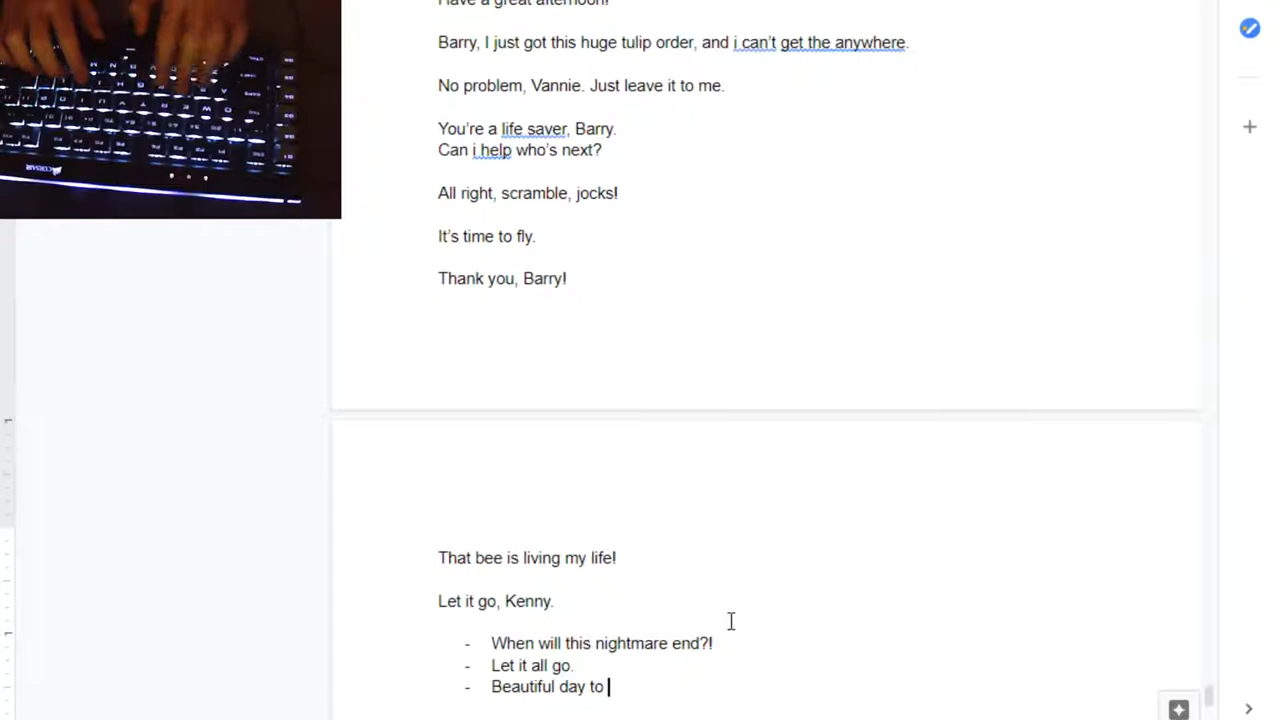 Have a great afternoon!
Barry, I just got this huge tulip order, and i can't get the anywhere.
No problem, Vannie. Just leave it to me.
You're a life saver, Barry.
Can i help who's next?
All right, scramble, jocks!
It's time to fly.
Thank you, Barry!
CORSAIR
That bee is living my life!
Let it go, Kenny.
- When will this nightmare end?!
- Let it all go.
- Beautiful day to